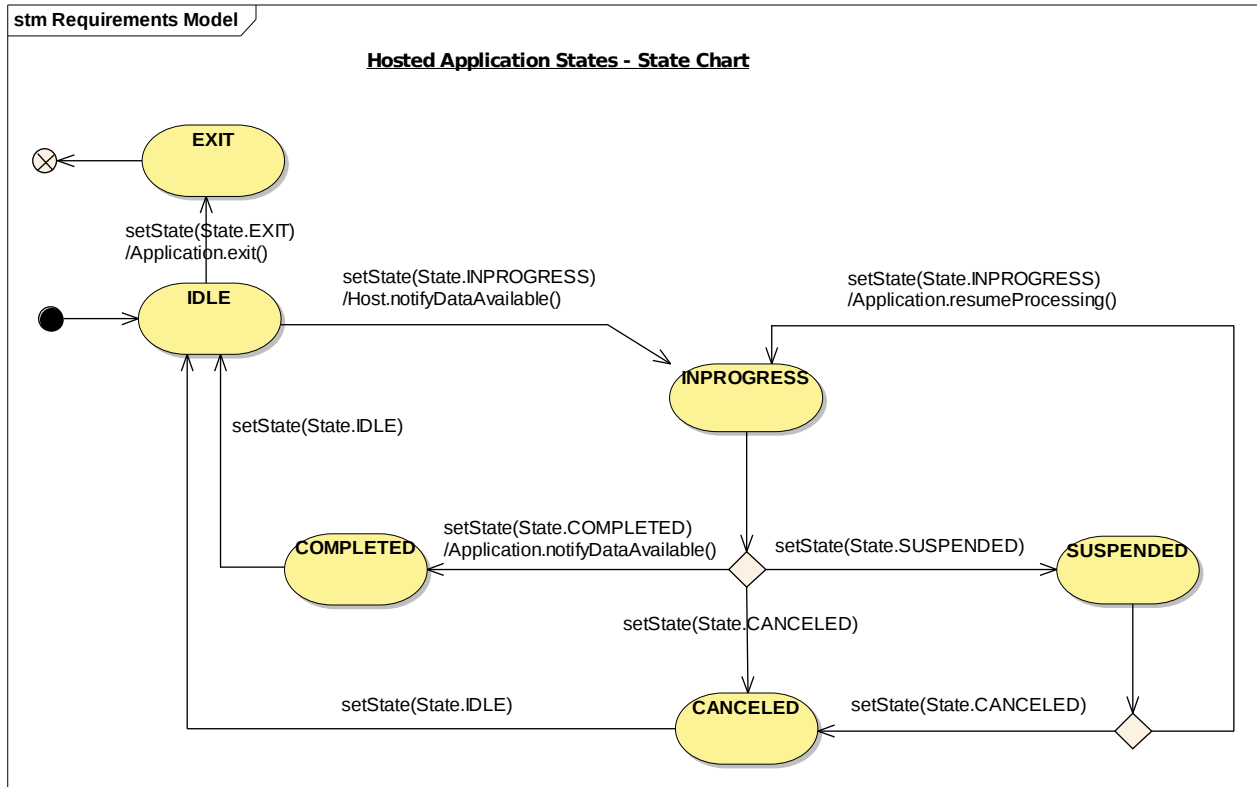 stm Requirements Model
Hosted Application States - State Chart
EXIT
setState(State.EXIT)
/Application.exit()
IDLE
setState(State.INPROGRESS)
/Host.notifyDataAvailable()
setState(State.INPROGRESS)
/Application.resumeProcessing()
INPROGRESS
setState(State.IDLE)
COMPLETED
setState(State.COMPLETED)
/Application.notifyDataAvailable()
setState(State.SUSPENDED)
SUSPENDED
setState(State.CANCELED)
setState(State.IDLE)
CANCELED
setState(State.CANCELED)